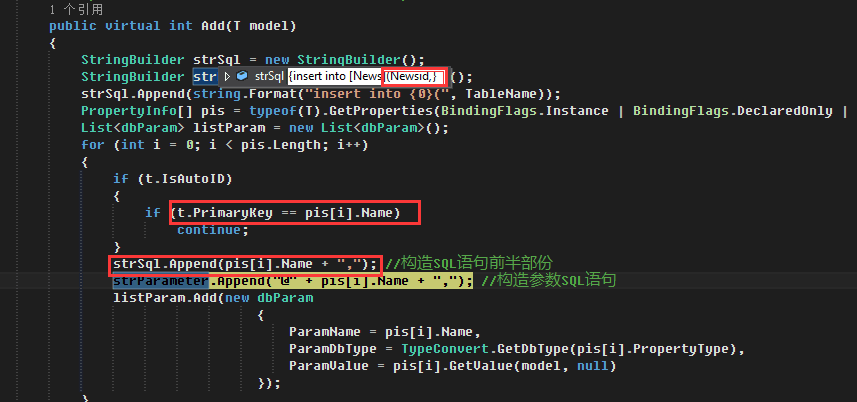 1 个引用
public virtual int Add(T model)
{
StringBuilder strSql = new StringBuilder();
StringBuilder str strSql {insert into [News](Newsid,} ();
strSql.Append(string.Format("insert into {0}(", TableName));
PropertyInfo[] pis = typeof(T).GetProperties(BindingFlags.Instance | BindingFlags.DeclaredOnly |
List<dbParam> listParam = new List<dbParam>();
for (int i = 0; i < pis.Length; i++)
{
if (t.IsAutoID)
{
if (t.PrimaryKey == pis[i].Name)
continue;
}
strSql.Append(pis[i].Name + ","); //构造SQL语句前半部份
strParameter.Append("@" + pis[i].Name + ","); //构造参数SQL语句
listParam.Add(new dbParam
{
ParamName = pis[i].Name,
ParamDbType = TypeConvert.GetDbType(pis[i].PropertyType),
ParamValue = pis[i].GetValue(model, null)
});
}